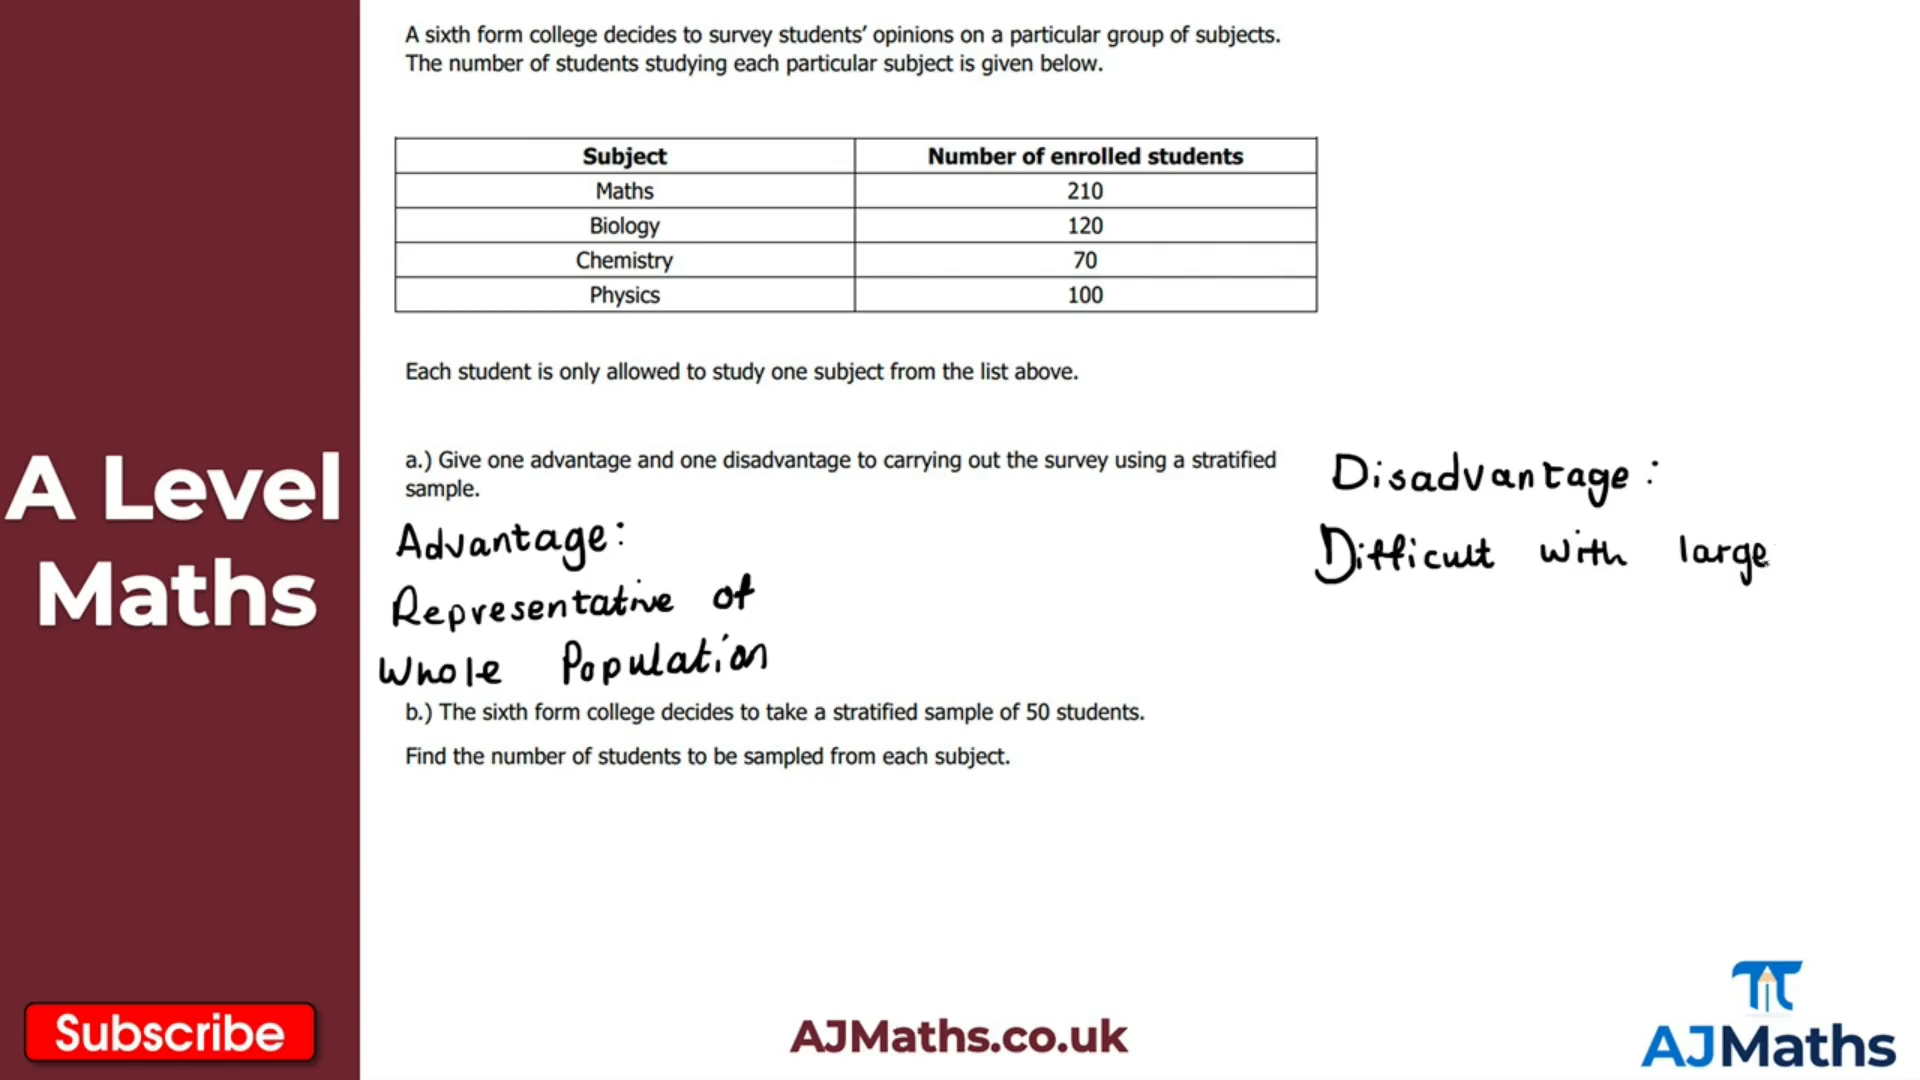 A sixth form college decides to survey students' opinions on a particular group of subjects.
The number of students studying each particular subject is given below.
Subject Number of enrolled students
Maths 210
Biology 120
Chemistry 70
Physics 100
Each student is only allowed to study one subject from the list above.
a.) Give one advantage and one disadvantage to carrying out the survey using a stratified
sample.
Advantage:
Representative of
Whole Population
Disadvantage:
Difficult with large
b.) The sixth form college decides to take a stratified sample of 50 students.
Find the number of students to be sampled from each subject.
A Level
Maths
Subscribe
AJMaths.co.uk
AJMaths